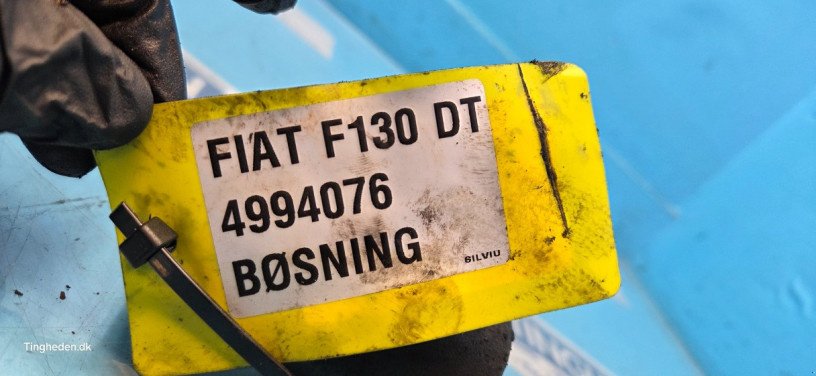 FIAT F130 DT
4994076
BØSNING
SILVIU
Tingheden.dk